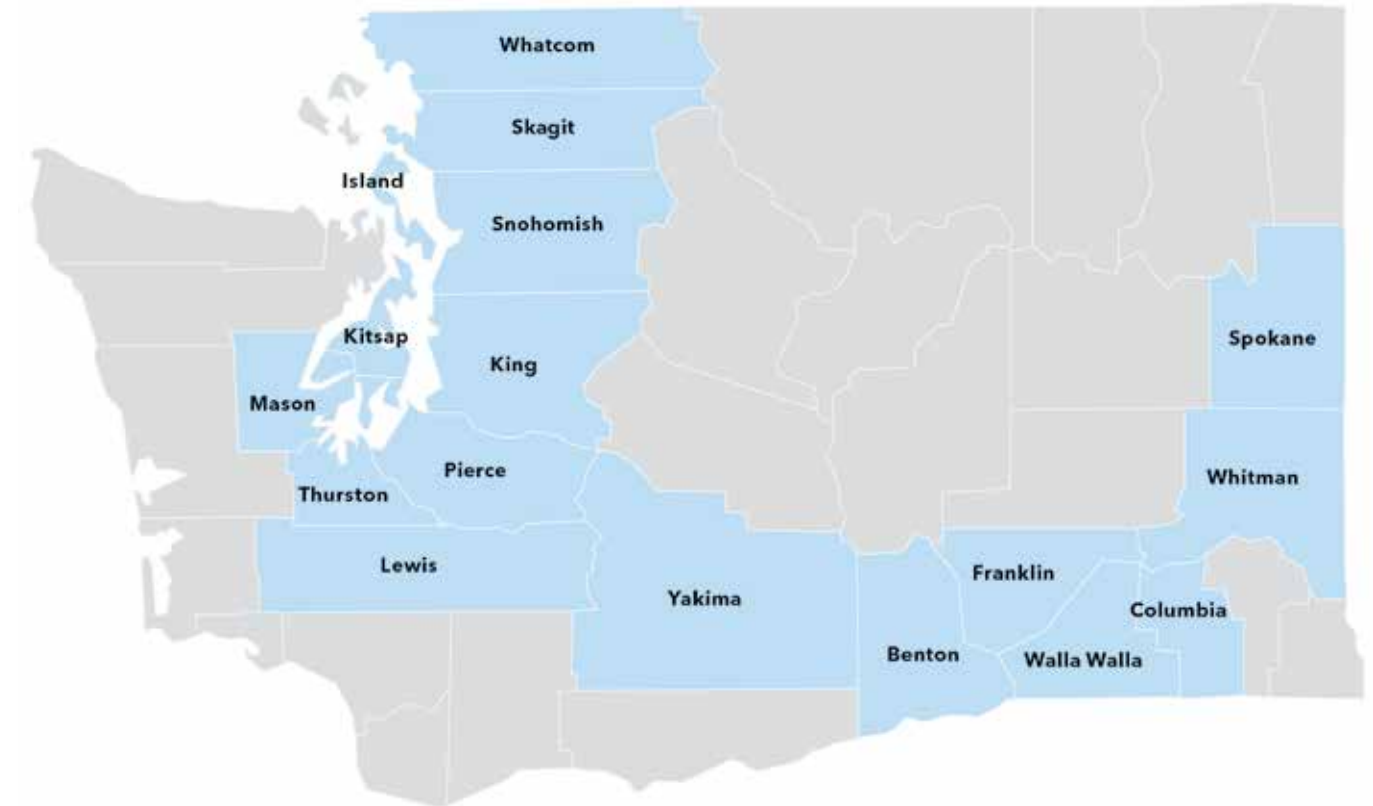 Whatcom
Skagit
Island
Snohomish
Kitsap
Spokane
King
Mason
Pierce
Whitman
Thurston
Lewis
Franklin
Yakima
Columbia
Benton
Walla Walla